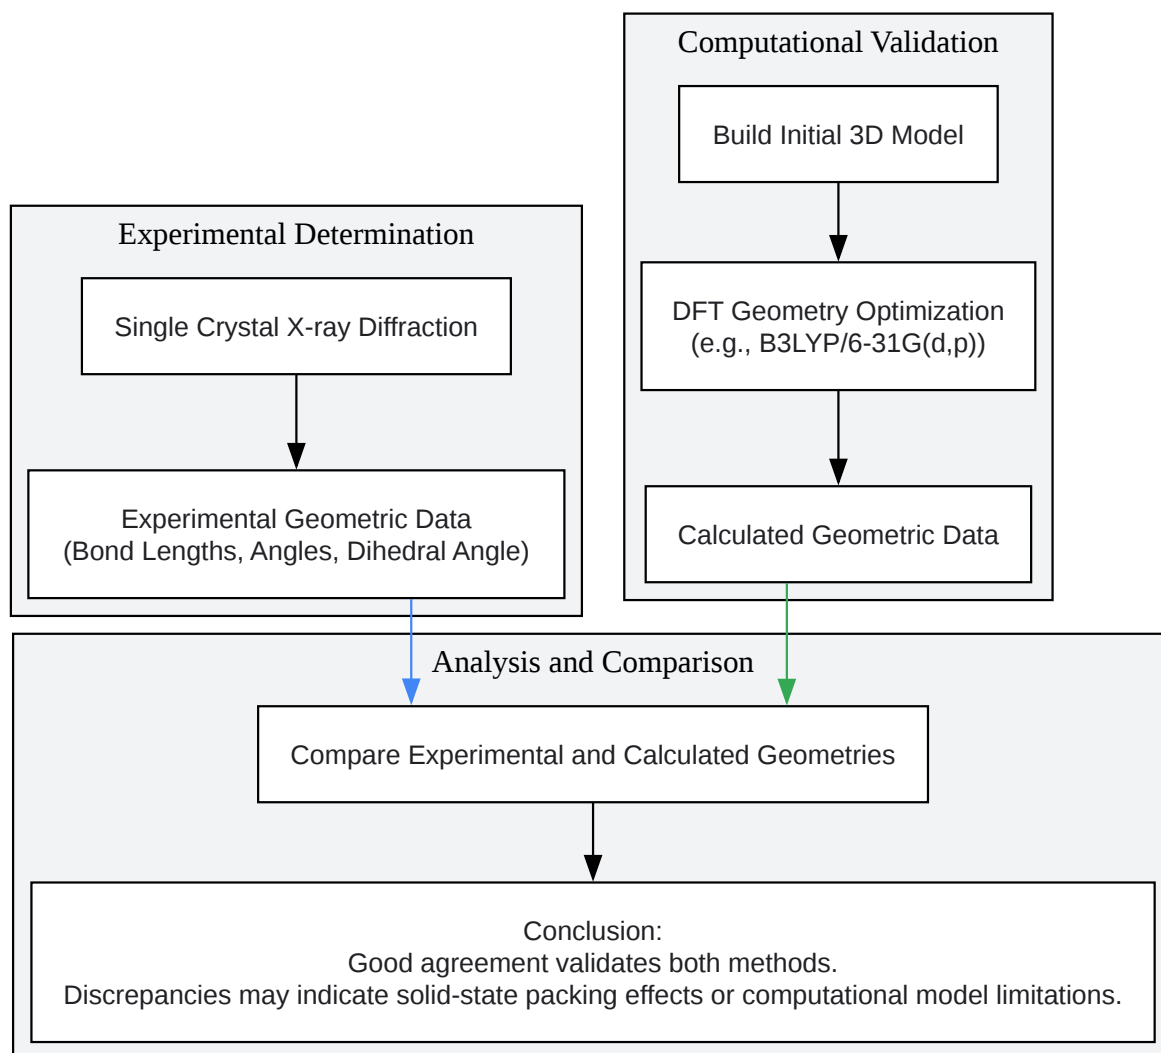 Computational Validation
Build Initial 3D Model
DFT Geometry Optimization
(e.g., B3LYP/6-31G(d,p))
Calculated Geometric Data
Experimental Determination
Single Crystal X-ray Diffraction
Experimental Geometric Data
(Bond Lengths, Angles, Dihedral Angle)
Analysis and Comparison
Compare Experimental and Calculated Geometries
Conclusion:
Good agreement validates both methods.
Discrepancies may indicate solid-state packing effects or computational model limitations.